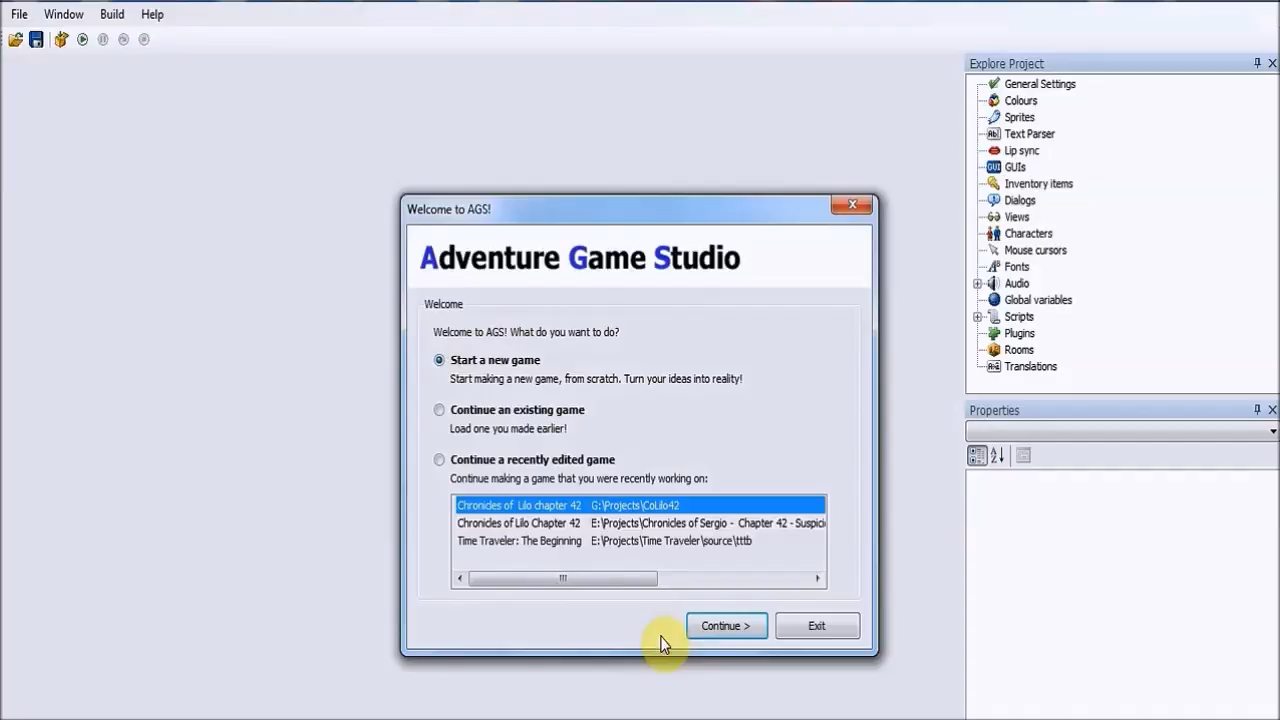 File Window Build Help
Explore Project
General Settings
Colours
Sprites
Text Parser
Lip sync
GUIs
Inventory items
Dialogs
Views
Characters
Mouse cursors
Fonts
Audio
Global variables
Scripts
Plugins
Rooms
Translations
Properties
Welcome to AGS!
Adventure Game Studio
Welcome
Welcome to AGS! What do you want to do?
Start a new game
Start making a new game, from scratch. Turn your ideas into reality!
Continue an existing game
Load one you made earlier!
Continue a recently edited game
Continue making a game that you were recently working on:
Chronicles of Lilo chapter 42 G:\Projects\CoLilo42
Chronicles of Lilo Chapter 42 E:\Projects\Chronicles of Sergio - Chapter 42 - Suspici
Time Traveler: The Beginning E:\Projects\Time Traveler\source\tttb
Continue > Exit